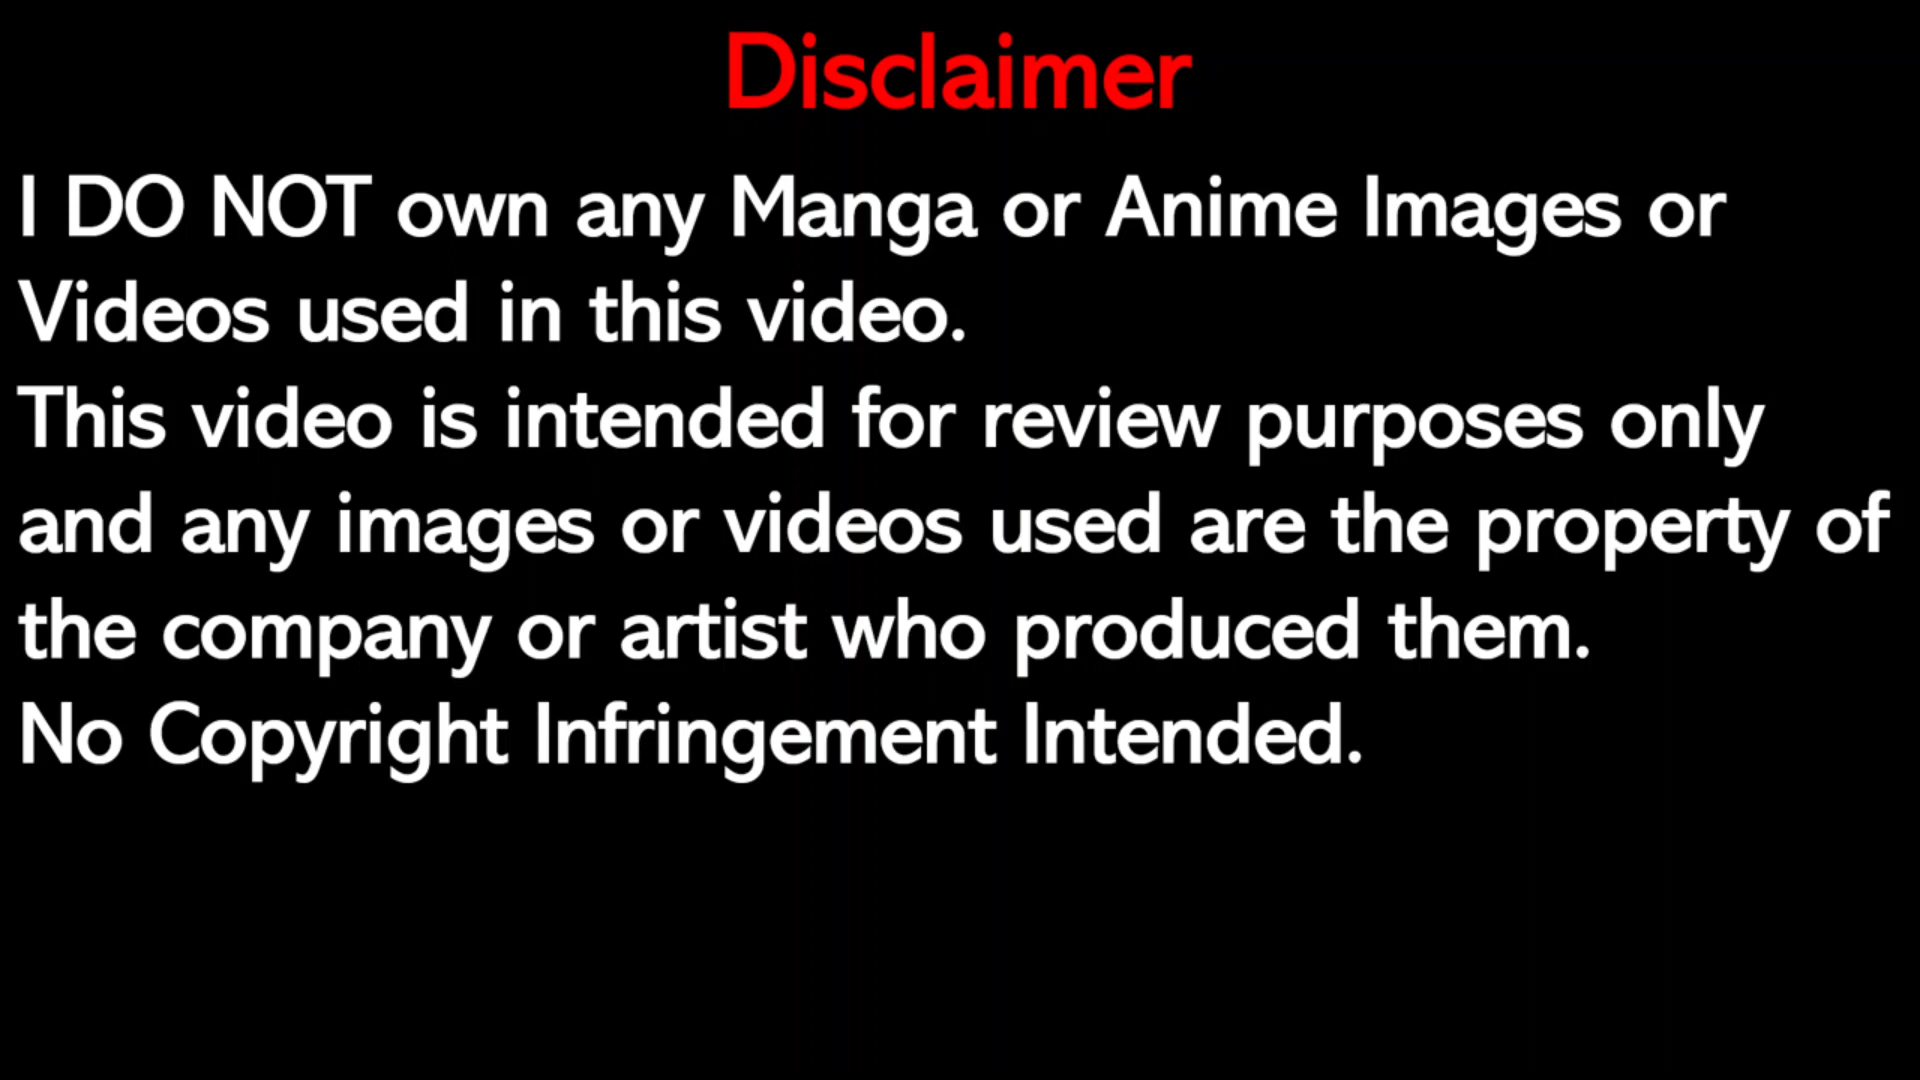 Disclaimer
I DO NOT own any Manga or Anime Images or
Videos used in this video.
This video is intended for review purposes only
and any images or videos used are the property of
the company or artist who produced them.
No Copyright Infringement Intended.